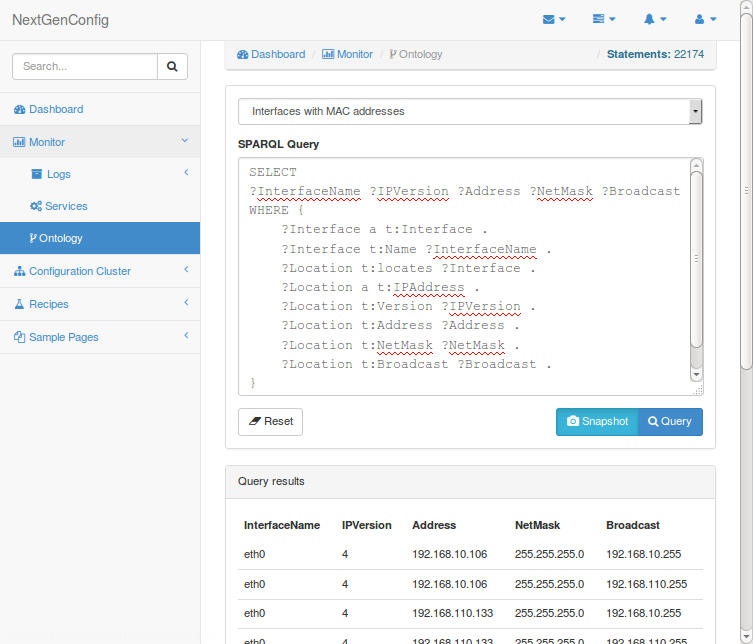 NextGenConfig
Search...
Dashboard
Monitor
Logs
Services
Ontology
Configuration Cluster
Recipes
Sample Pages
Dashboard / Monitor / Ontology / Statements: 22174
Interfaces with MAC addresses
SPARQL Query
SELECT
?InterfaceName ?IPVersion ?Address ?NetMask ?Broadcast
WHERE {
?Interface a t:Interface .
?Interface t:Name ?InterfaceName .
?Location t:locates ?Interface .
?Location a t:IPAddress .
?Location t:Version ?IPVersion .
?Location t:Address ?Address .
?Location t:NetMask ?NetMask .
?Location t:Broadcast ?Broadcast .
}
Reset Snapshot Query
Query results
InterfaceName IPVersion Address NetMask Broadcast
eth0 4 192.168.10.106 255.255.255.0 192.168.10.255
eth0 4 192.168.10.106 255.255.255.0 192.168.110.255
eth0 4 192.168.110.133 255.255.255.0 192.168.10.255
eth0 4 192.168.110.133 255.255.255.0 192.168.110.255